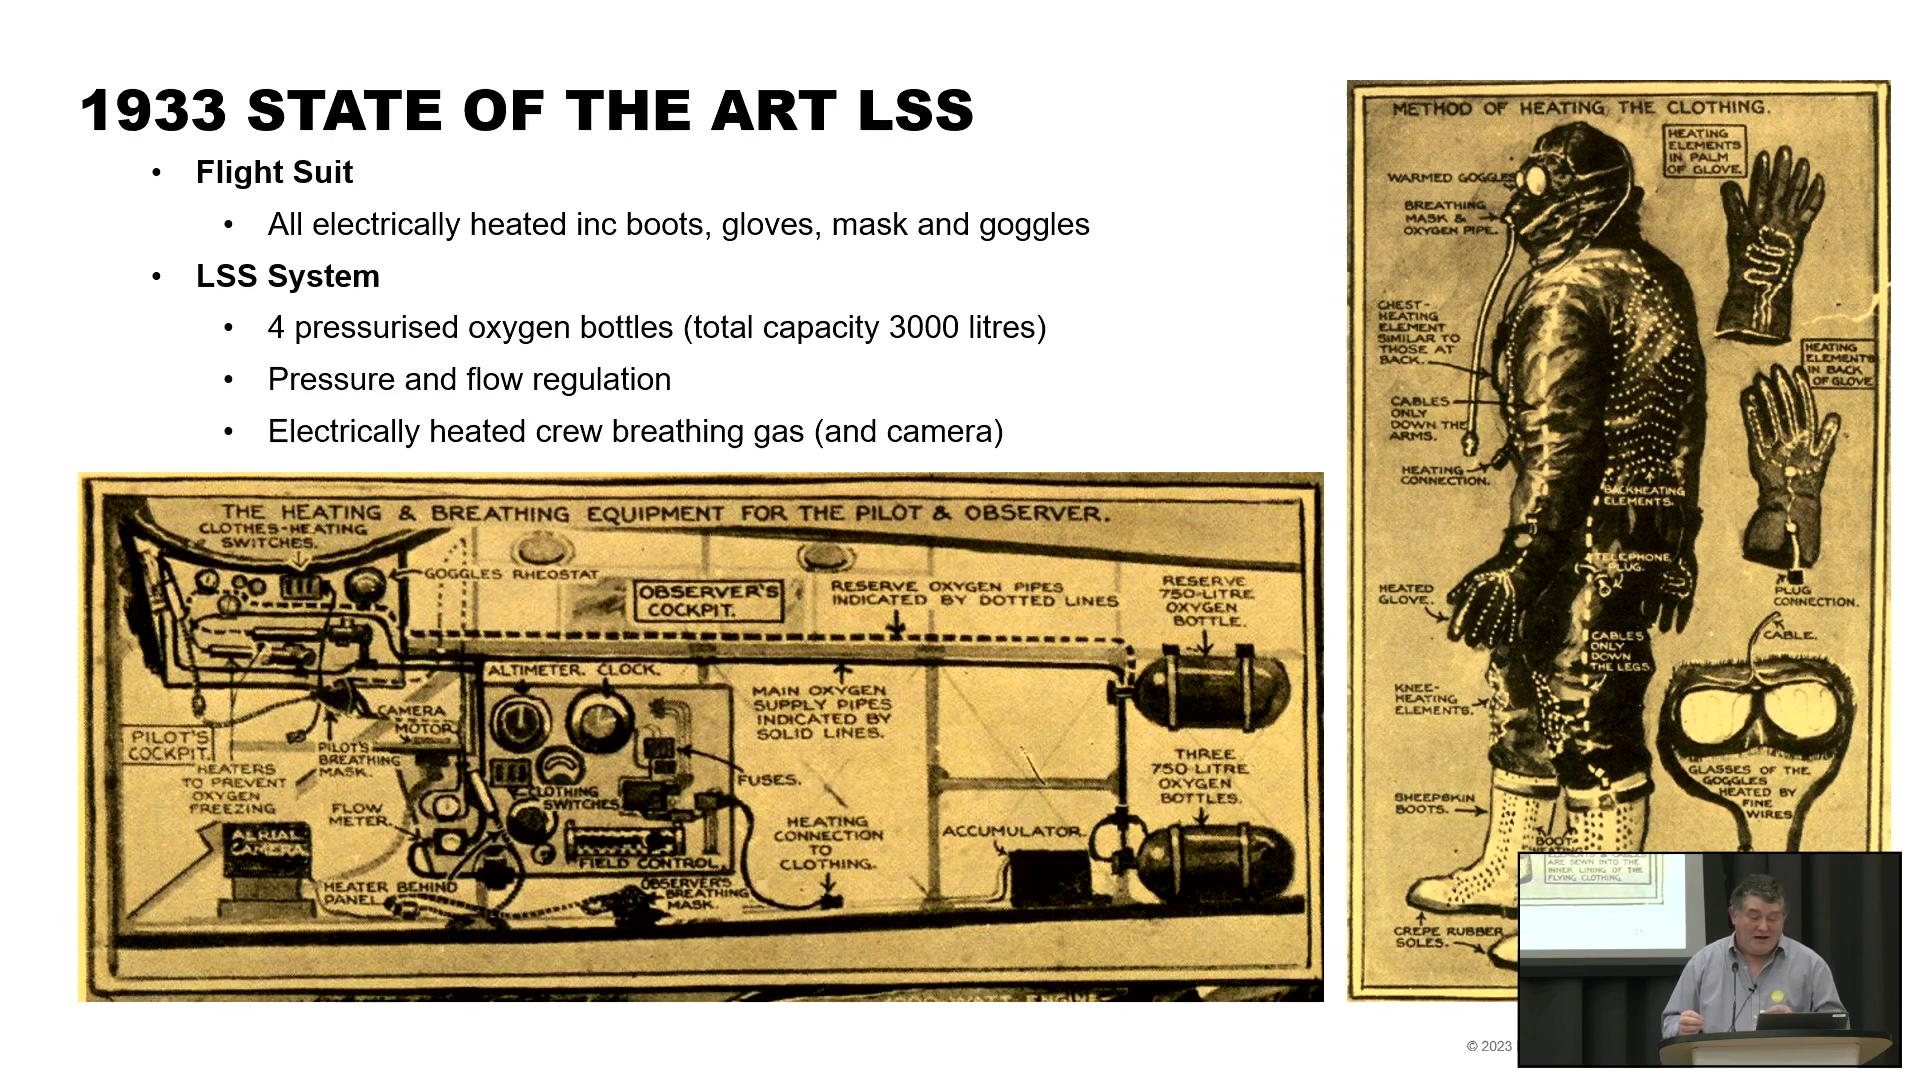 1933 STATE OF THE ART LSS
• Flight Suit
• All electrically heated inc boots, gloves, mask and goggles
• LSS System
• 4 pressurised oxygen bottles (total capacity 3000 litres)
• Pressure and flow regulation
• Electrically heated crew breathing gas (and camera)
THE HEATING & BREATHING EQUIPMENT FOR THE PILOT & OBSERVER.
CLOTHES-HEATING
SWITCHES.
GOGGLES RHEOSTAT
OBSERVER'S
COCKPIT.
RESERVE OXYGEN PIPES
INDICATED BY DOTTED LINES
RESERVE
750-LITRE
OXYGEN
BOTTLE.
ALTIMETER. CLOCK.
MAIN OXYGEN
SUPPLY PIPES
INDICATED BY
SOLID LINES.
CAMERA
MOTOR.
PILOT'S
COCKPIT.
PILOT'S
BREATHING
MASK.
HEATERS
TO PREVENT
OXYGEN
FREEZING
FLOW
METER.
AERIAL
CAMERA
CLOTHING
SWITCHES
FUSES.
THREE
750-LITRE
OXYGEN
BOTTLES.
HEATING
CONNECTION
TO
CLOTHING.
ACCUMULATOR.
FIELD CONTROL.
HEATER BEHIND
PANEL.
OBSERVER'S
BREATHING
MASK.
METHOD OF HEATING THE CLOTHING.
HEATING
ELEMENTS
IN PALM
OF GLOVE.
WARMED GOGGLES
BREATHING
MASK &
OXYGEN PIPE.
CHEST-
HEATING
ELEMENT
SIMILAR TO
THOSE AT
BACK.
HEATING
ELEMENTS
IN BACK
OF GLOVE
CABLES
ONLY
DOWN THE
ARMS.
HEATING
CONNECTION.
BACKHEATING
ELEMENTS.
TELEPHONE
PLUG.
HEATED
GLOVE.
PLUG
CONNECTION.
CABLE.
CABLES
ONLY
DOWN
THE LEGS.
KNEE-
HEATING
ELEMENTS.
GLASSES OF THE
GOGGLES
HEATED BY
FINE
WIRES
SHEEPSKIN
BOOTS.
BOOT-
CREPE RUBBER
SOLES.
ARE SEWN INTO THE
INNER LINING OF THE
FLYING CLOTHING.
© 2023